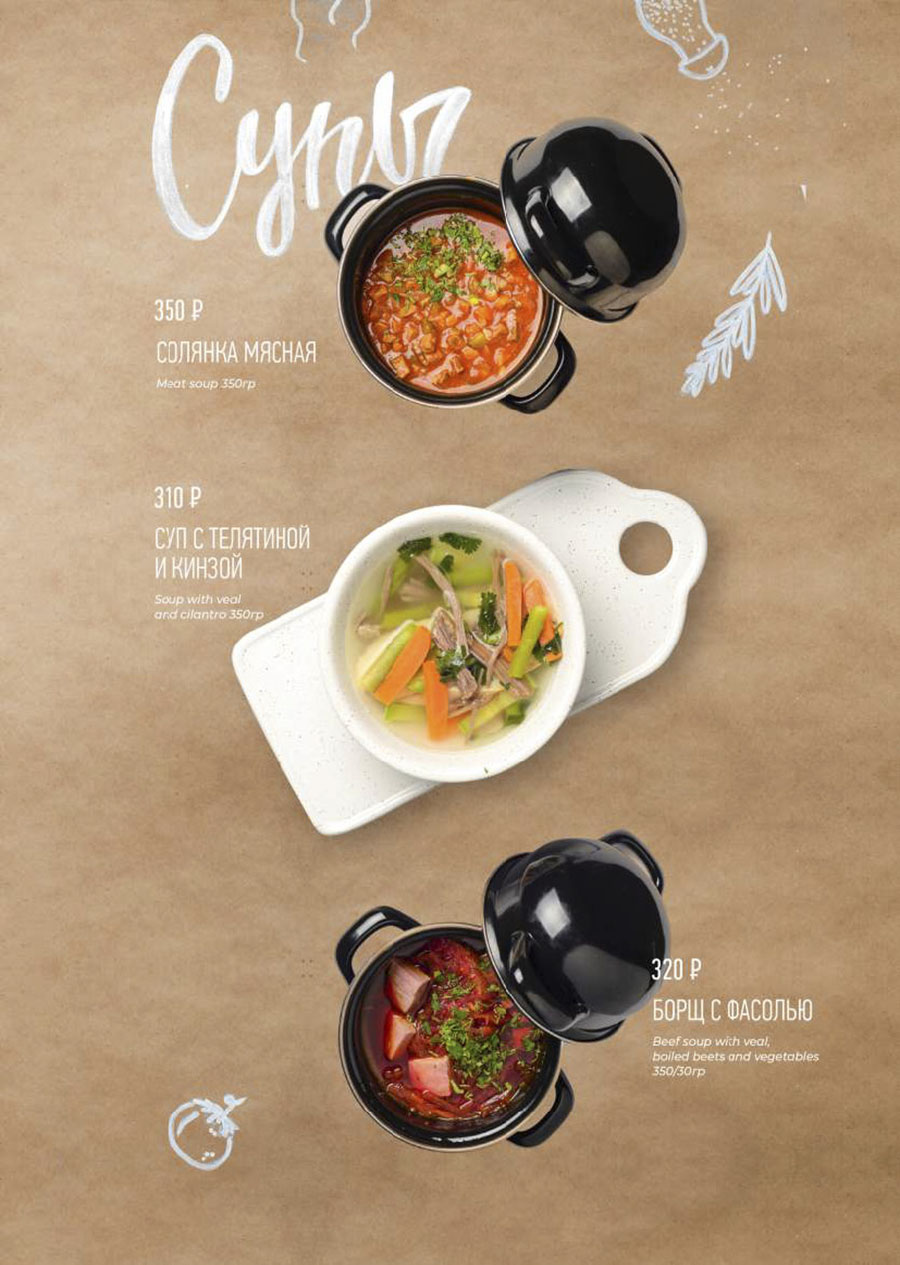 Супы
350 ₽
СОЛЯНКА МЯСНАЯ
Meat soup 350гр
310 ₽
СУП С ТЕЛЯТИНОЙ
И КИНЗОЙ
Soup with veal
and cilantro 350гр
320 ₽
БОРЩ С ФАСОЛЬЮ
Beef soup with veal,
boiled beets and vegetables
350/30гр